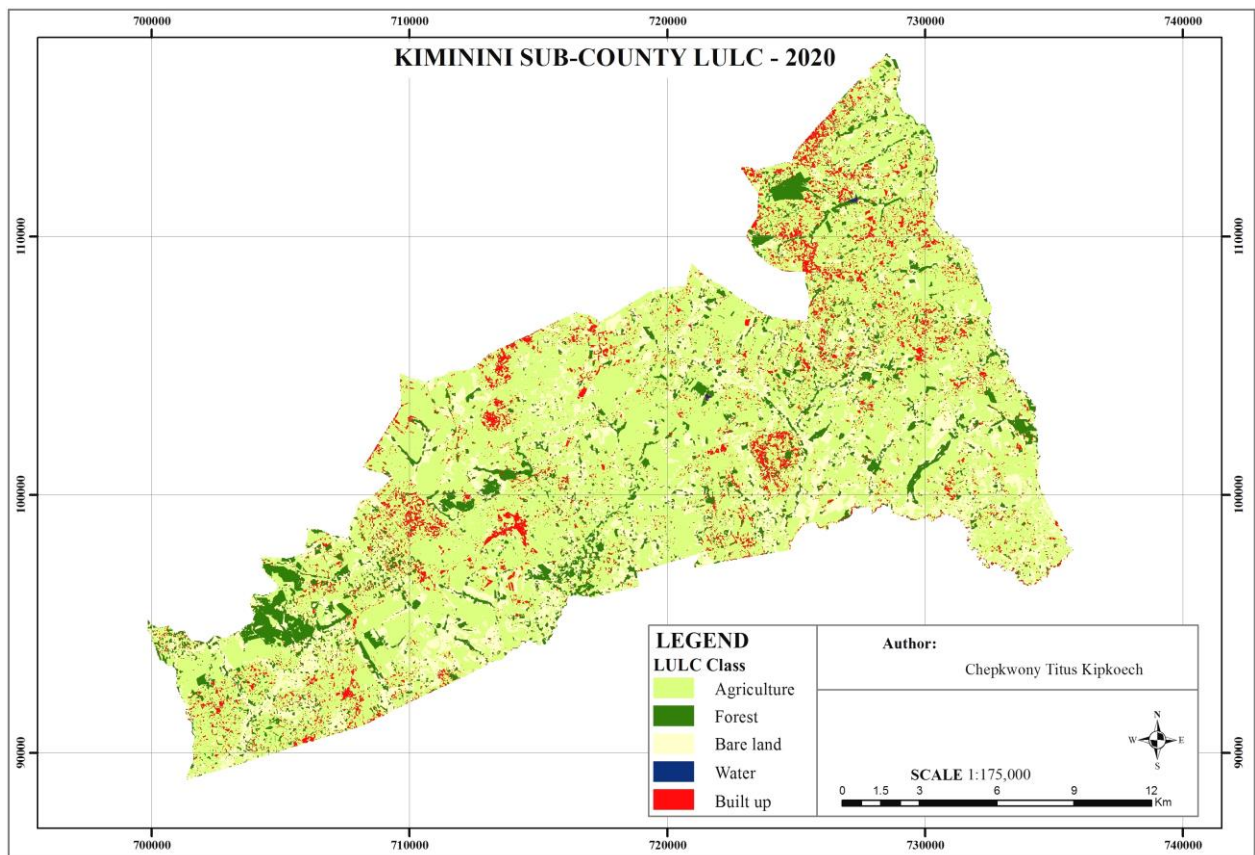 700000 710000 720000 730000 740000
KIMININI SUB-COUNTY LULC - 2020
110000 110000
100000 100000
90000 90000
LEGEND
LULC Class
Agriculture
Forest
Bare land
Water
Built up
Author:
Chepkwony Titus Kipkoech
N
W E
S
SCALE 1:175,000
0 1.5 3 6 9 12
Km
700000 710000 720000 730000 740000